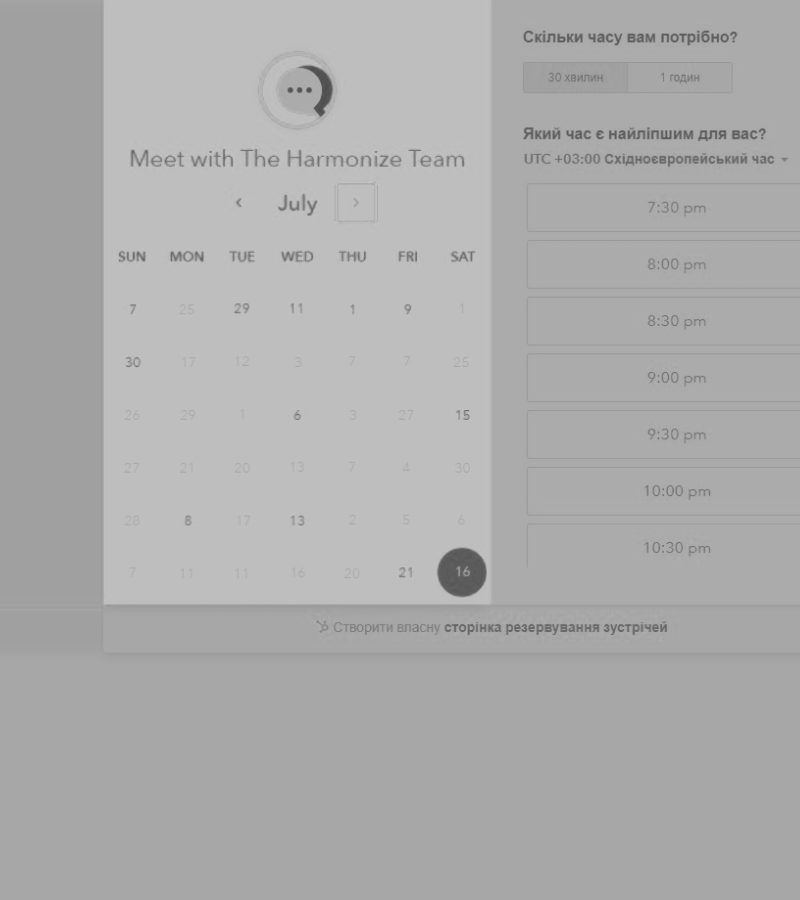 Meet with The Harmonize Team
July
SUN MON TUE WED THU FRI SAT
7 25 29 11 1 9 1
30 17 12 3 7 7 25
26 29 1 6 3 27 15
27 21 20 13 7 4 30
28 8 17 13 2 5 6
7 11 11 16 20 21 16
Скільки часу вам потрібно?
30 хвилин 1 годин
Який час є найліпшим для вас?
UTC +03:00 Східноєвропейський час
7:30 pm
8:00 pm
8:30 pm
9:00 pm
9:30 pm
10:00 pm
10:30 pm
Створити власну сторінка резервування зустрічей